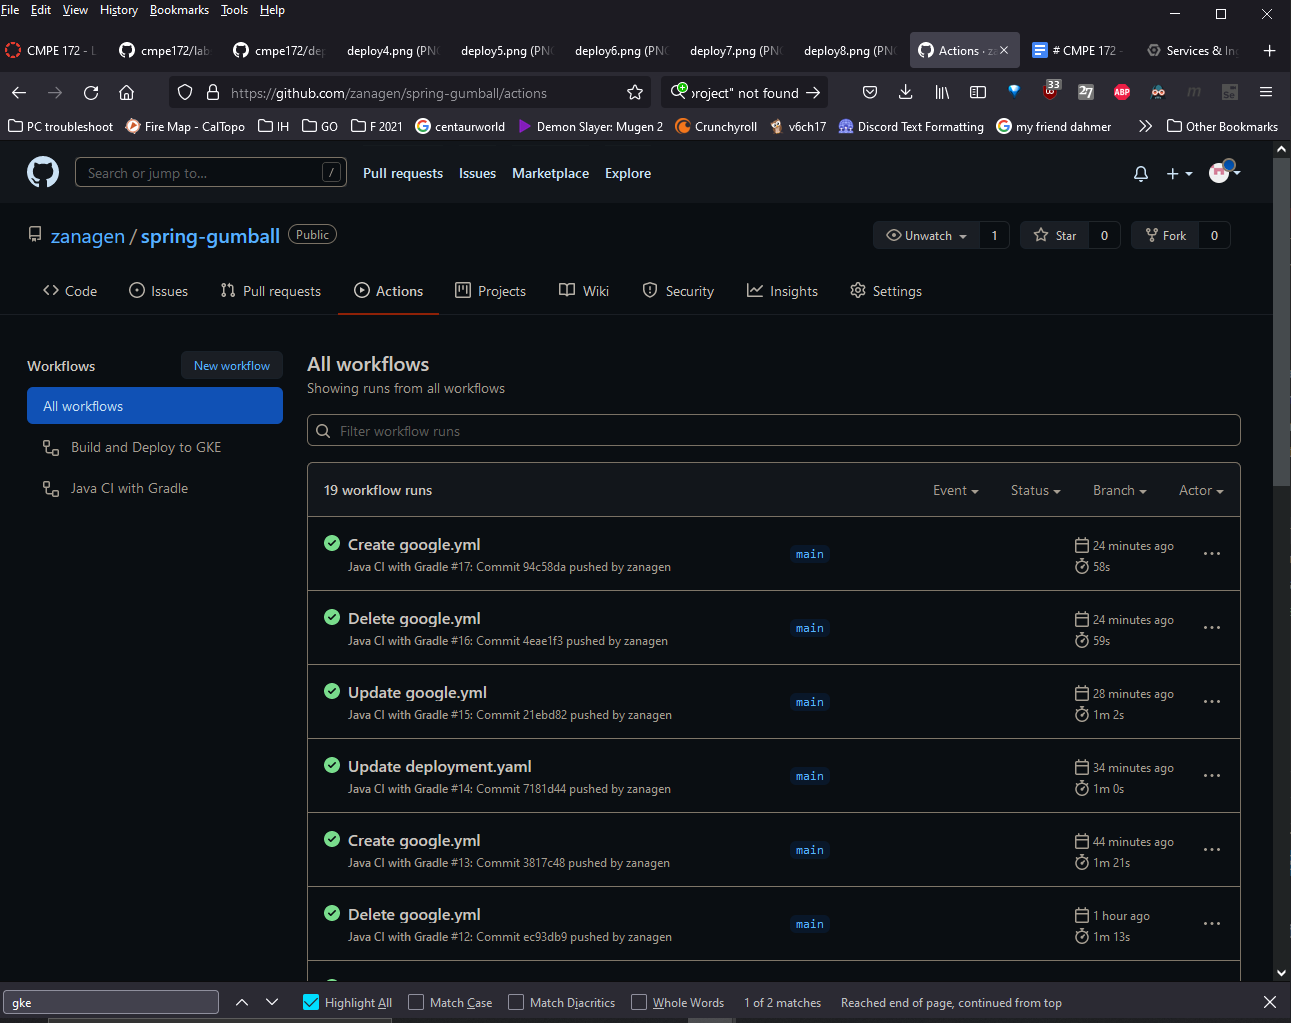 File Edit View History Bookmarks Tools Help
CMPE 172 - L cmpe172/lab cmpe172/dep deploy4.png (PNG deploy5.png (PNG deploy6.png (PNG deploy7.png (PNG deploy8.png (PNG Actions · za # CMPE 172 - Services & Ing
https://github.com/zanagen/spring-gumball/actions project" not found 33 27 ABP m
PC troubleshoot Fire Map - CalTopo IH GO F 2021 centaurworld Demon Slayer: Mugen 2 Crunchyroll v6ch17 Discord Text Formatting my friend dahmer Other Bookmarks
Search or jump to... / Pull requests Issues Marketplace Explore
zanagen / spring-gumball Public Unwatch 1 Star 0 Fork 0
Code Issues Pull requests Actions Projects Wiki Security Insights Settings
Workflows New workflow
All workflows
Build and Deploy to GKE
Java CI with Gradle
All workflows
Showing runs from all workflows
Filter workflow runs
19 workflow runs Event Status Branch Actor
Create google.yml main 24 minutes ago
Java CI with Gradle #17: Commit 94c58da pushed by zanagen 58s
Delete google.yml main 24 minutes ago
Java CI with Gradle #16: Commit 4eae1f3 pushed by zanagen 59s
Update google.yml main 28 minutes ago
Java CI with Gradle #15: Commit 21ebd82 pushed by zanagen 1m 2s
Update deployment.yaml main 34 minutes ago
Java CI with Gradle #14: Commit 7181d44 pushed by zanagen 1m 0s
Create google.yml main 44 minutes ago
Java CI with Gradle #13: Commit 3817c48 pushed by zanagen 1m 21s
Delete google.yml main 1 hour ago
Java CI with Gradle #12: Commit ec93db9 pushed by zanagen 1m 13s
gke Highlight All Match Case Match Diacritics Whole Words 1 of 2 matches Reached end of page, continued from top